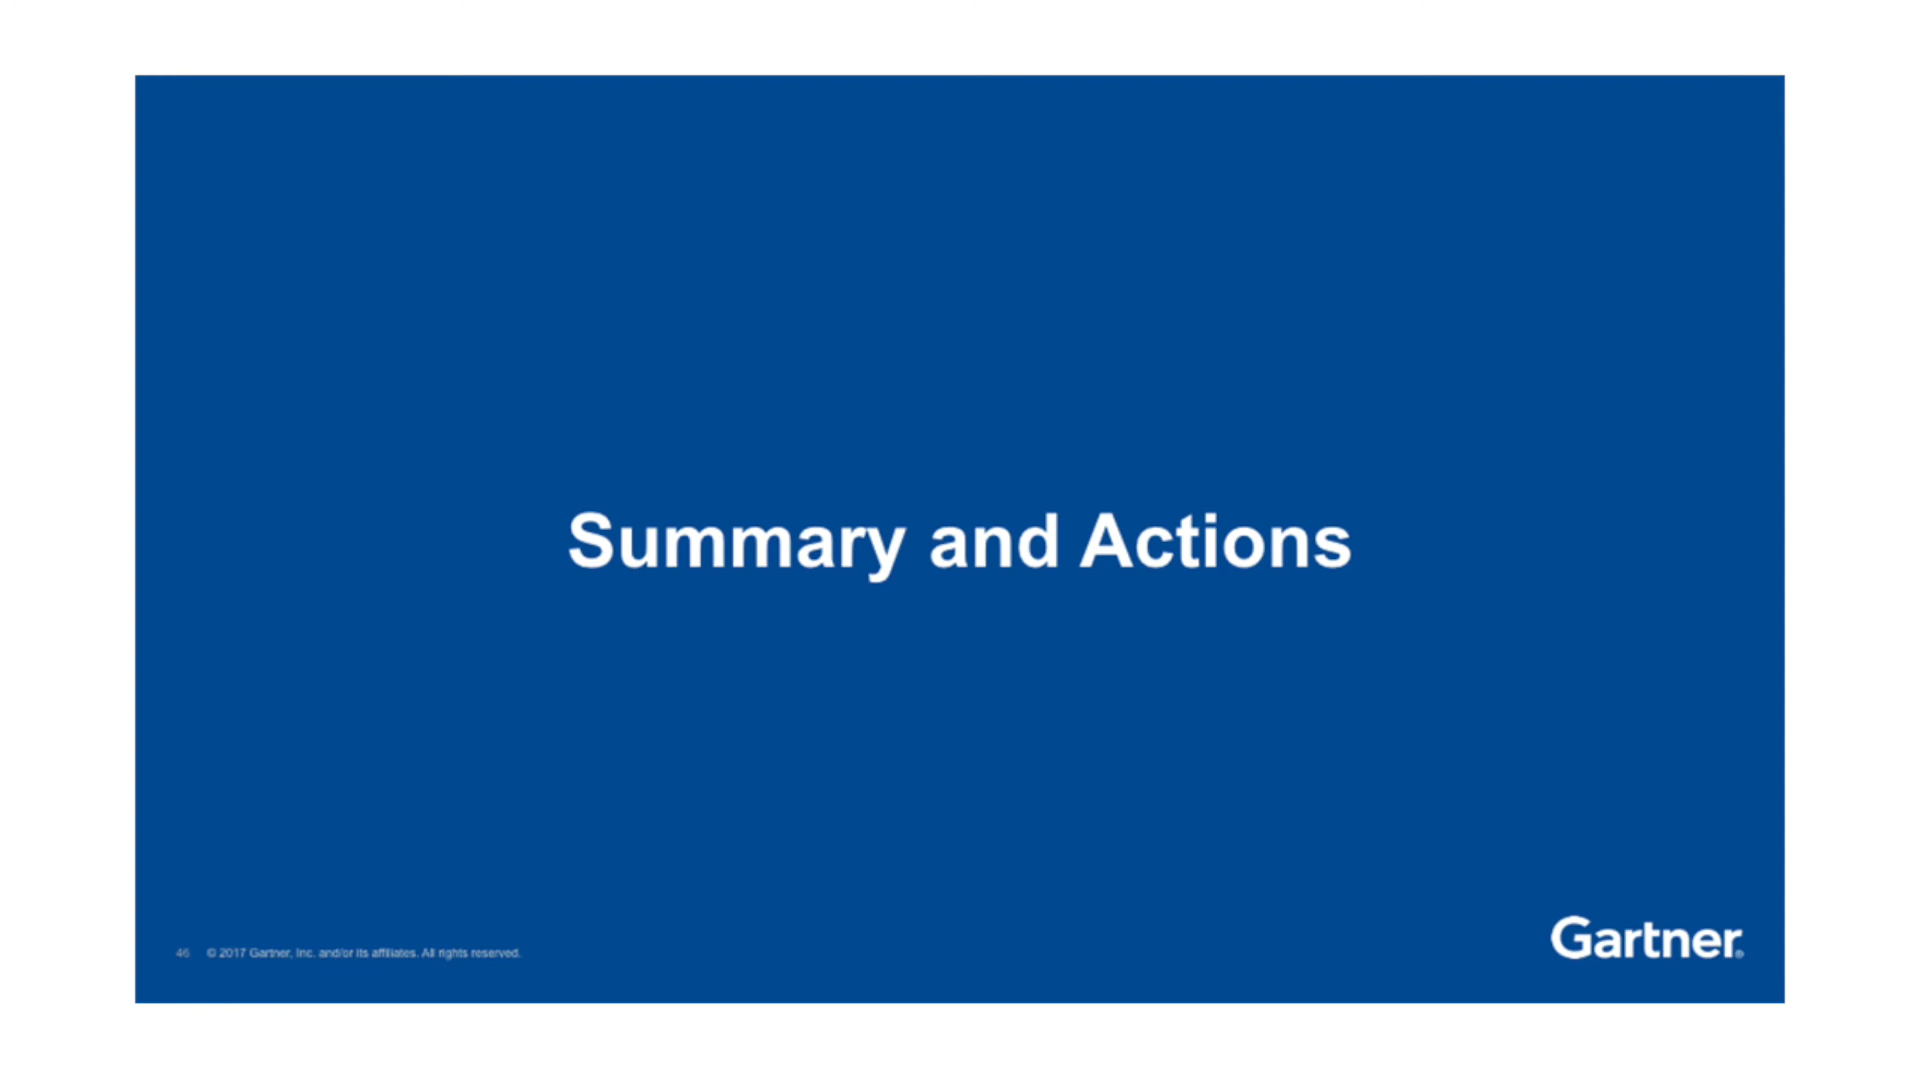 Summary and Actions
46 © 2017 Gartner, Inc. and/or its affiliates. All rights reserved.
Gartner®